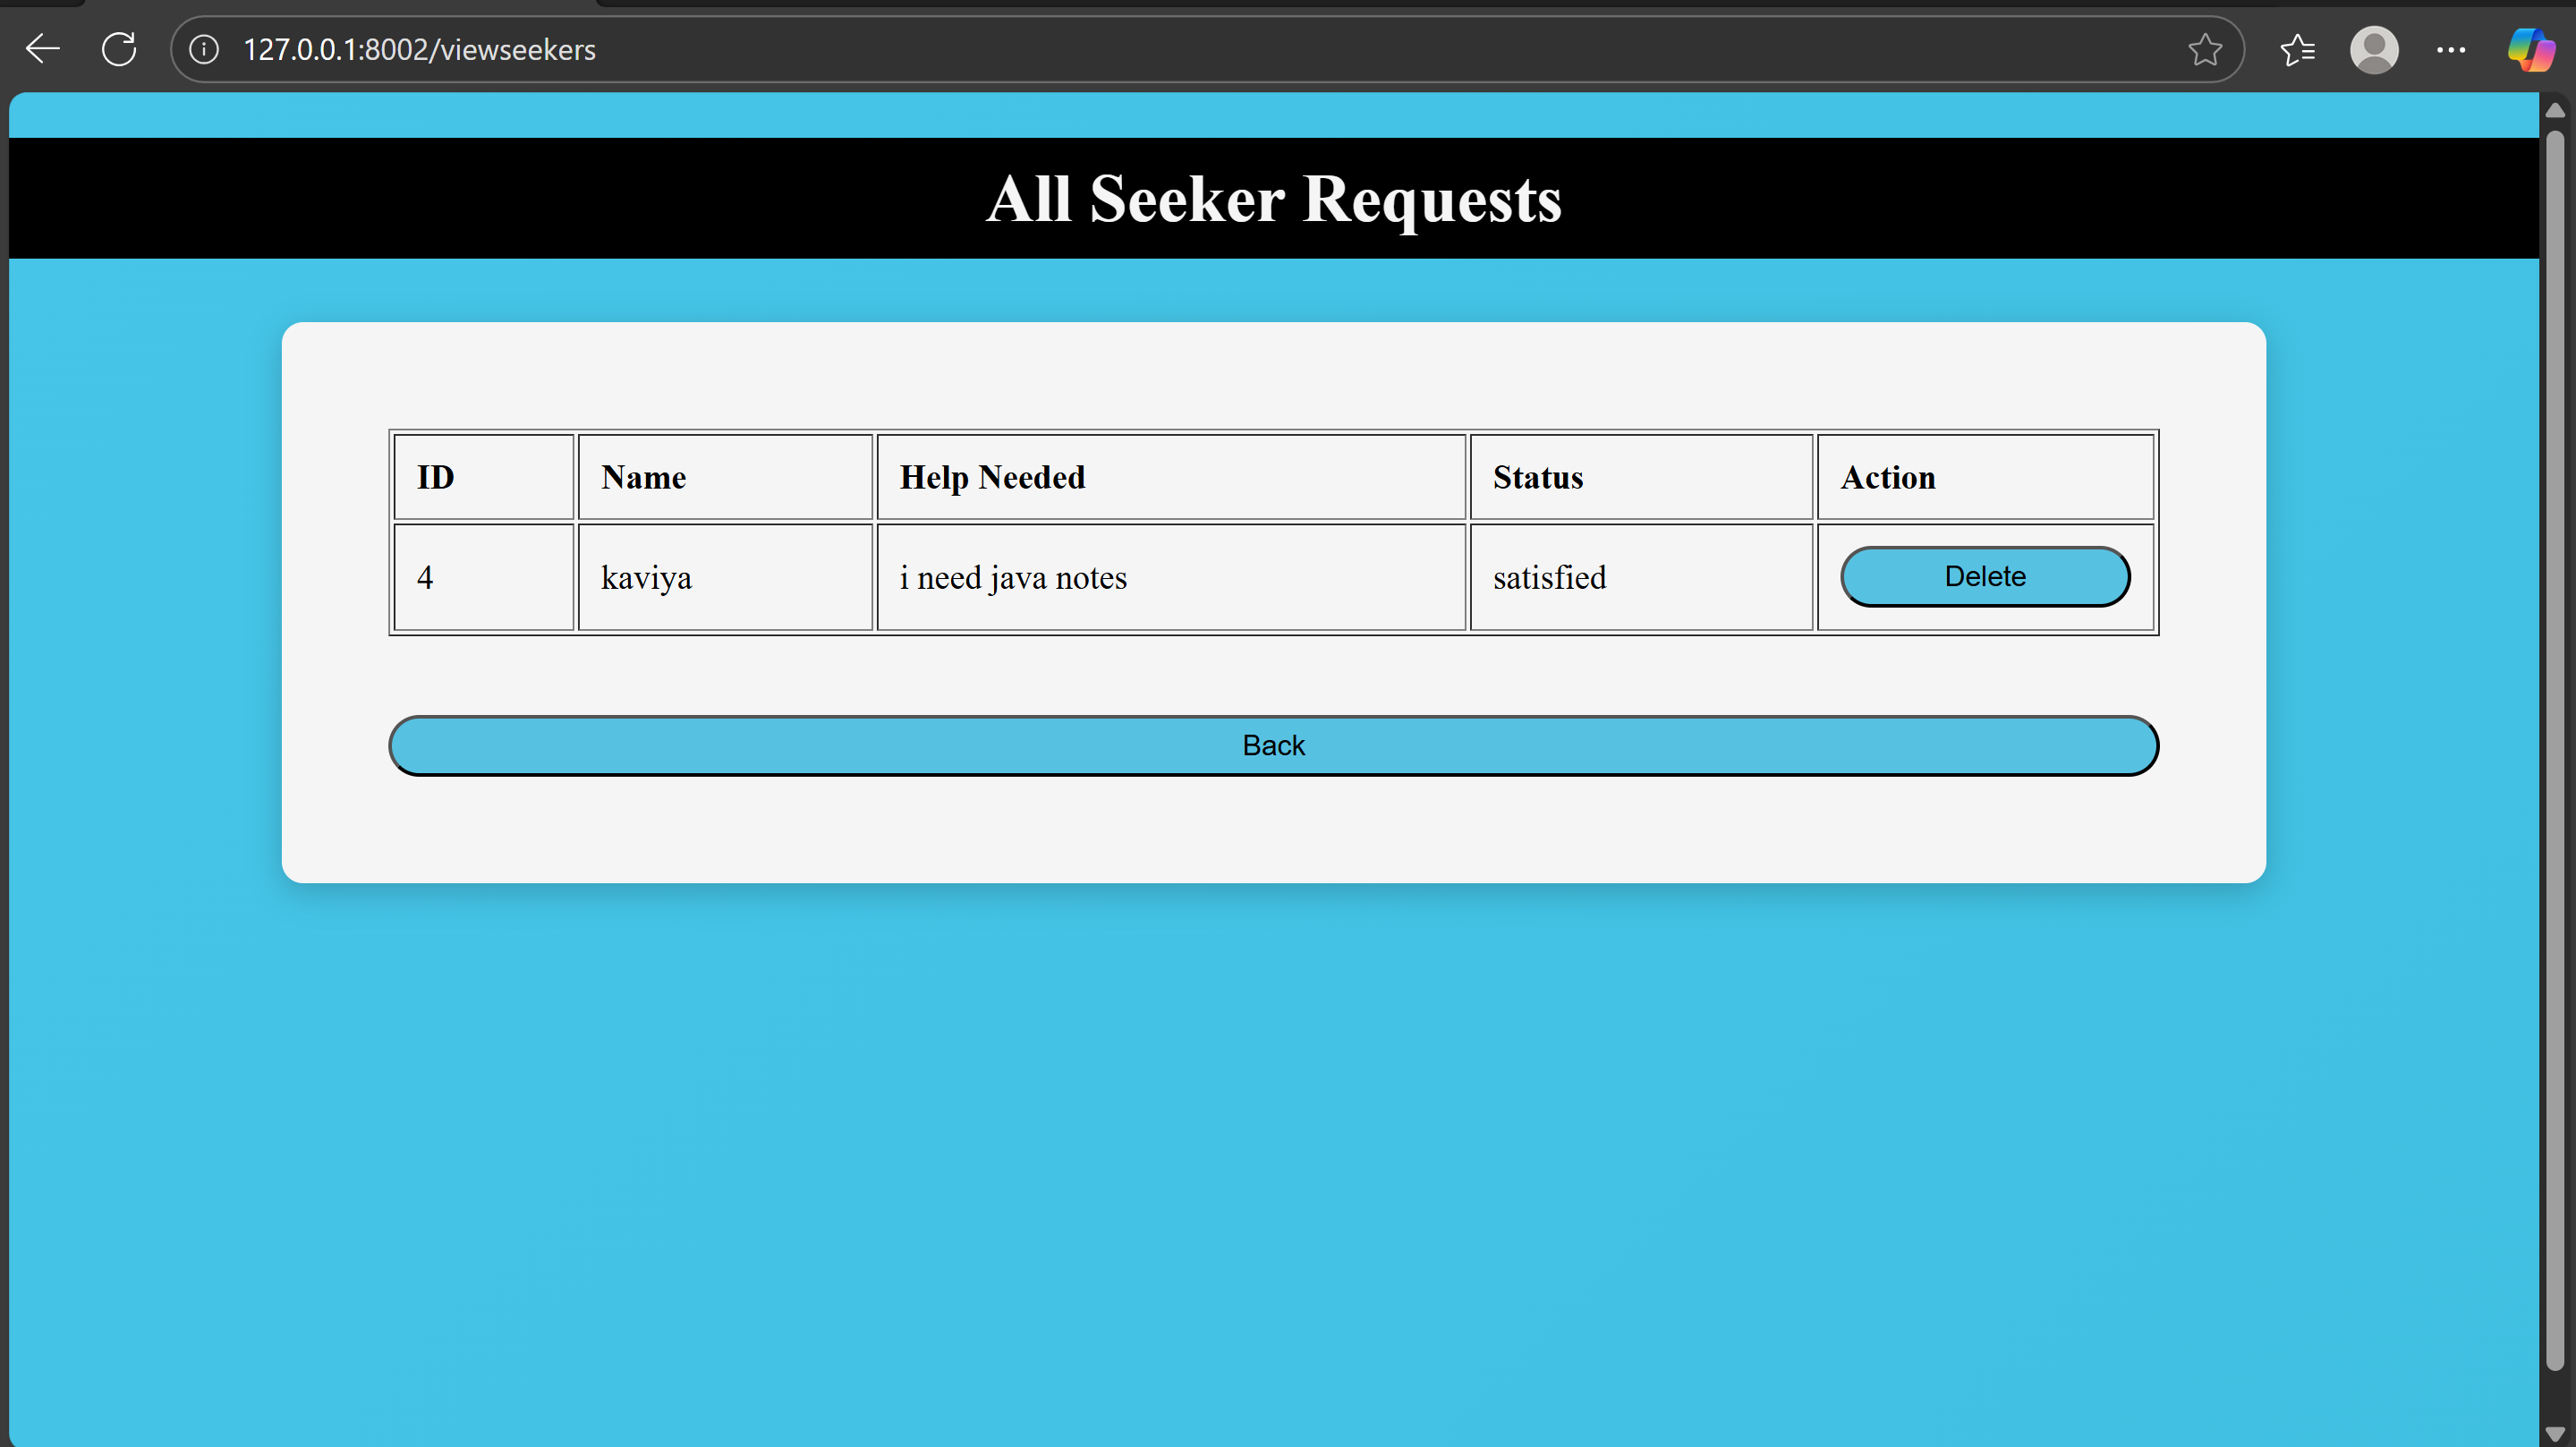 127.0.0.1:8002/viewseekers
All Seeker Requests
ID Name Help Needed Status Action
4 kaviya i need java notes satisfied Delete
Back